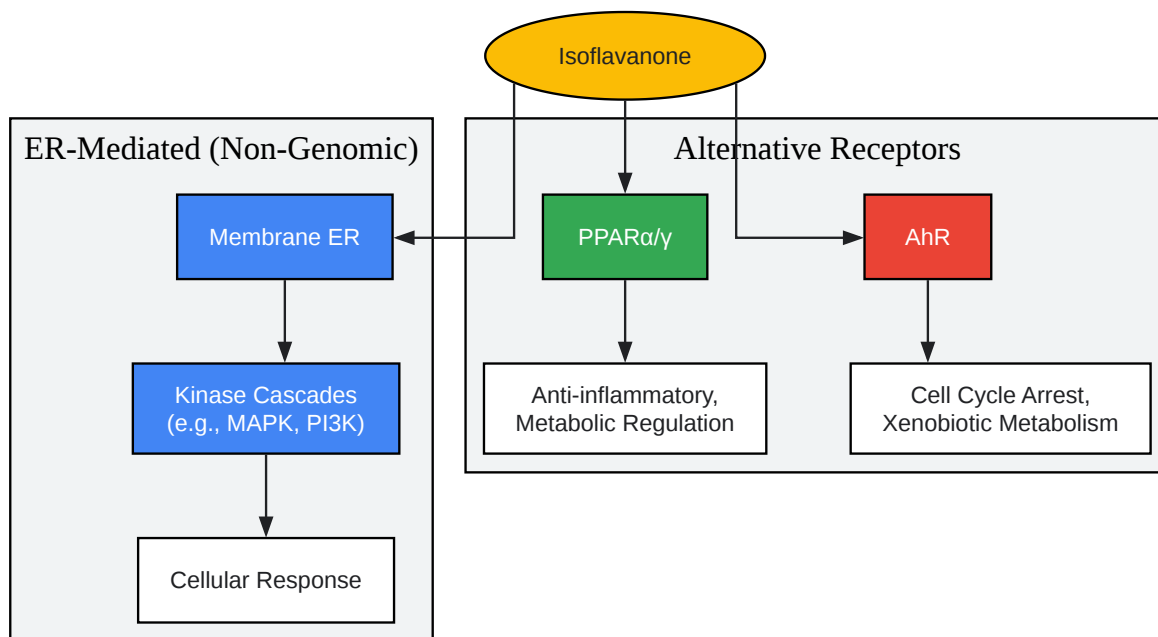 Isoflavanone
ER-Mediated (Non-Genomic)
Membrane ER
Kinase Cascades
(e.g., MAPK, PI3K)
Cellular Response
Alternative Receptors
PPARα/γ
AhR
Anti-inflammatory,
Metabolic Regulation
Cell Cycle Arrest,
Xenobiotic Metabolism